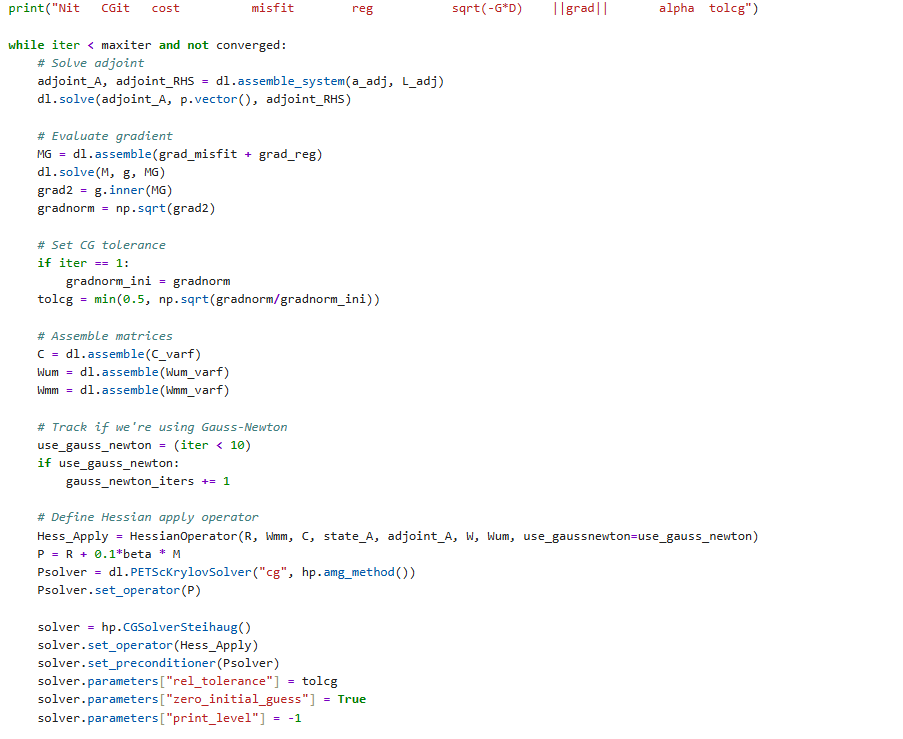 print("Nit   CGit   cost          misfit        reg           sqrt(-G*D)    ||grad||       alpha  tolcg")
while iter < maxiter and not converged:
    # Solve adjoint
    adjoint_A, adjoint_RHS = dl.assemble_system(a_adj, L_adj)
    dl.solve(adjoint_A, p.vector(), adjoint_RHS)
    # Evaluate gradient
    MG = dl.assemble(grad_misfit + grad_reg)
    dl.solve(M, g, MG)
    grad2 = g.inner(MG)
    gradnorm = np.sqrt(grad2)
    # Set CG tolerance
    if iter == 1:
        gradnorm_ini = gradnorm
    tolcg = min(0.5, np.sqrt(gradnorm/gradnorm_ini))
    # Assemble matrices
    C = dl.assemble(C_varf)
    Wum = dl.assemble(Wum_varf)
    Wmm = dl.assemble(Wmm_varf)
    # Track if we're using Gauss-Newton
    use_gauss_newton = (iter < 10)
    if use_gauss_newton:
        gauss_newton_iters += 1
    # Define Hessian apply operator
    Hess_Apply = HessianOperator(R, Wmm, C, state_A, adjoint_A, W, Wum, use_gaussnewton=use_gauss_newton)
    P = R + 0.1*beta * M
    Psolver = dl.PETScKrylovSolver("cg", hp.amg_method())
    Psolver.set_operator(P)
    solver = hp.CGSolverSteihaug()
    solver.set_operator(Hess_Apply)
    solver.set_preconditioner(Psolver)
    solver.parameters["rel_tolerance"] = tolcg
    solver.parameters["zero_initial_guess"] = True
    solver.parameters["print_level"] = -1